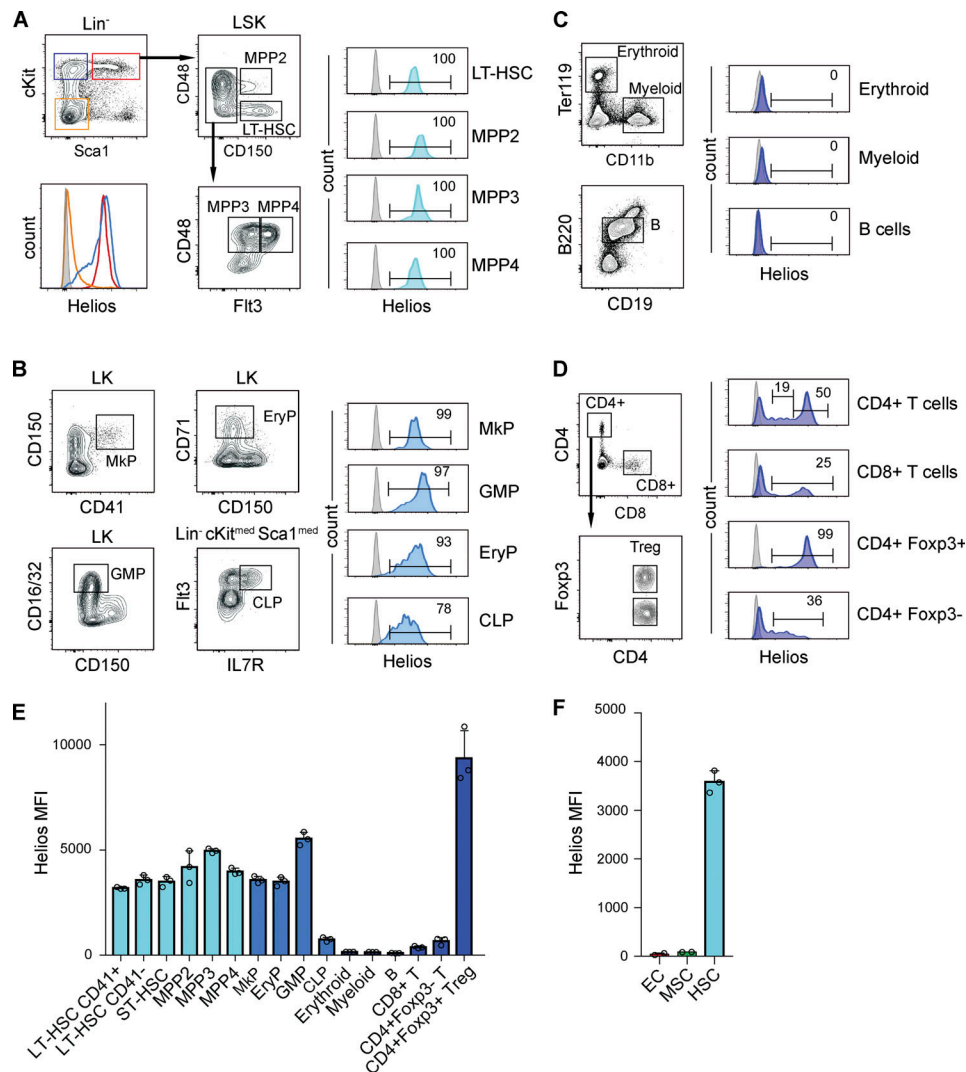 A
Lin-
LSK
cKit
Sca1
CD48
MPP2
LT-HSC
CD150
count
Helios
CD48
MPP3 MPP4
Flt3
count
100
LT-HSC
100
MPP2
100
MPP3
100
MPP4
Helios
C
Ter119
Erythroid
Myeloid
CD11b
B220
B
CD19
count
0
Erythroid
0
Myeloid
0
B cells
Helios
B
LK
LK
CD150
MkP
CD41
CD71
EryP
CD150
LK
Lin- cKitmed Sca1med
CD16/32
GMP
CD150
Flt3
CLP
IL7R
count
99
MkP
97
GMP
93
EryP
78
CLP
Helios
D
CD4
CD4+
CD8+
CD8
Foxp3
Treg
CD4
count
19
50
CD4+ T cells
25
CD8+ T cells
99
CD4+ Foxp3+
36
CD4+ Foxp3-
Helios
E
Helios MFI
10000
5000
0
LT-HSC CD41+
LT-HSC CD41-
ST-HSC
MPP2
MPP3
MPP4
MkP
EryP
GMP
CLP
Erythroid
Myeloid
B
CD8+ T
CD4+Foxp3- T
CD4+Foxp3+ Treg
F
Helios MFI
5000
4000
3000
2000
1000
0
EC
MSC
HSC